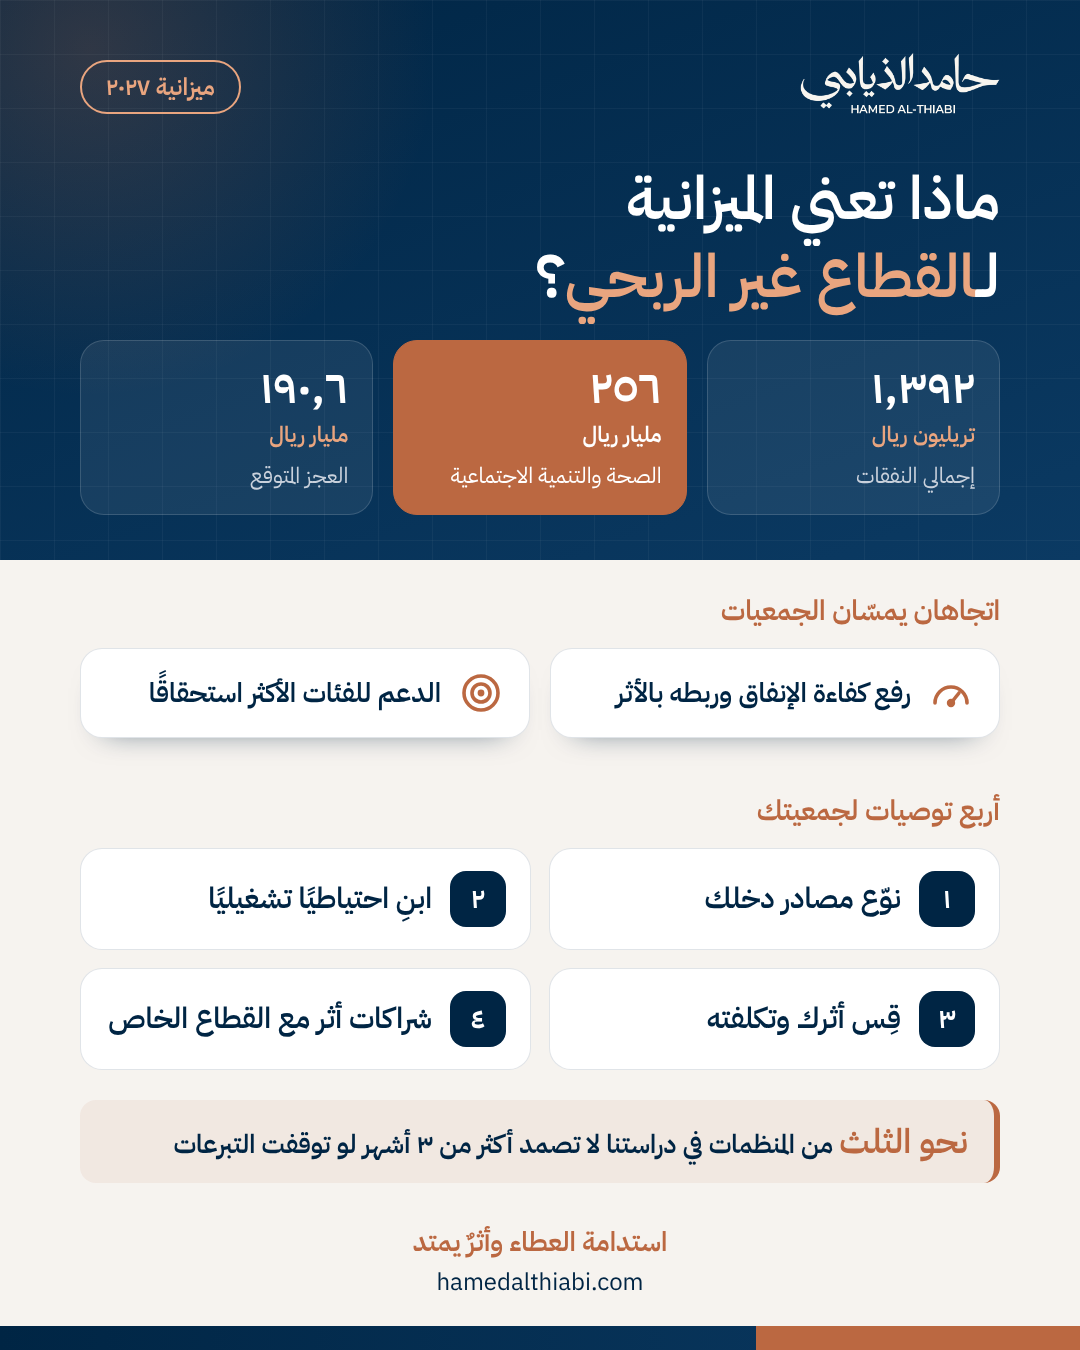 حامد الذيابي
HAMED AL-THIABI
ميزانية ٢٠٢٧
ماذا تعني الميزانية
لـالقطاع غير الربحي؟
١,٣٩٢
تريليون ريال
إجمالي النفقات
٢٥٦
مليار ريال
الصحة والتنمية الاجتماعية
١٩٠,٦
مليار ريال
العجز المتوقع
اتجاهان يمسّان الجمعيات
رفع كفاءة الإنفاق وربطه بالأثر
الدعم للفئات الأكثر استحقاقًا
أربع توصيات لجمعيتك
١ نوّع مصادر دخلك
٢ ابنِ احتياطيًا تشغيليًا
٣ قِس أثرك وتكلفته
٤ شراكات أثر مع القطاع الخاص
نحو الثلث من المنظمات في دراستنا لا تصمد أكثر من ٣ أشهر لو توقفت التبرعات
استدامة العطاء وأثرٌ يمتد
hamedalthiabi.com